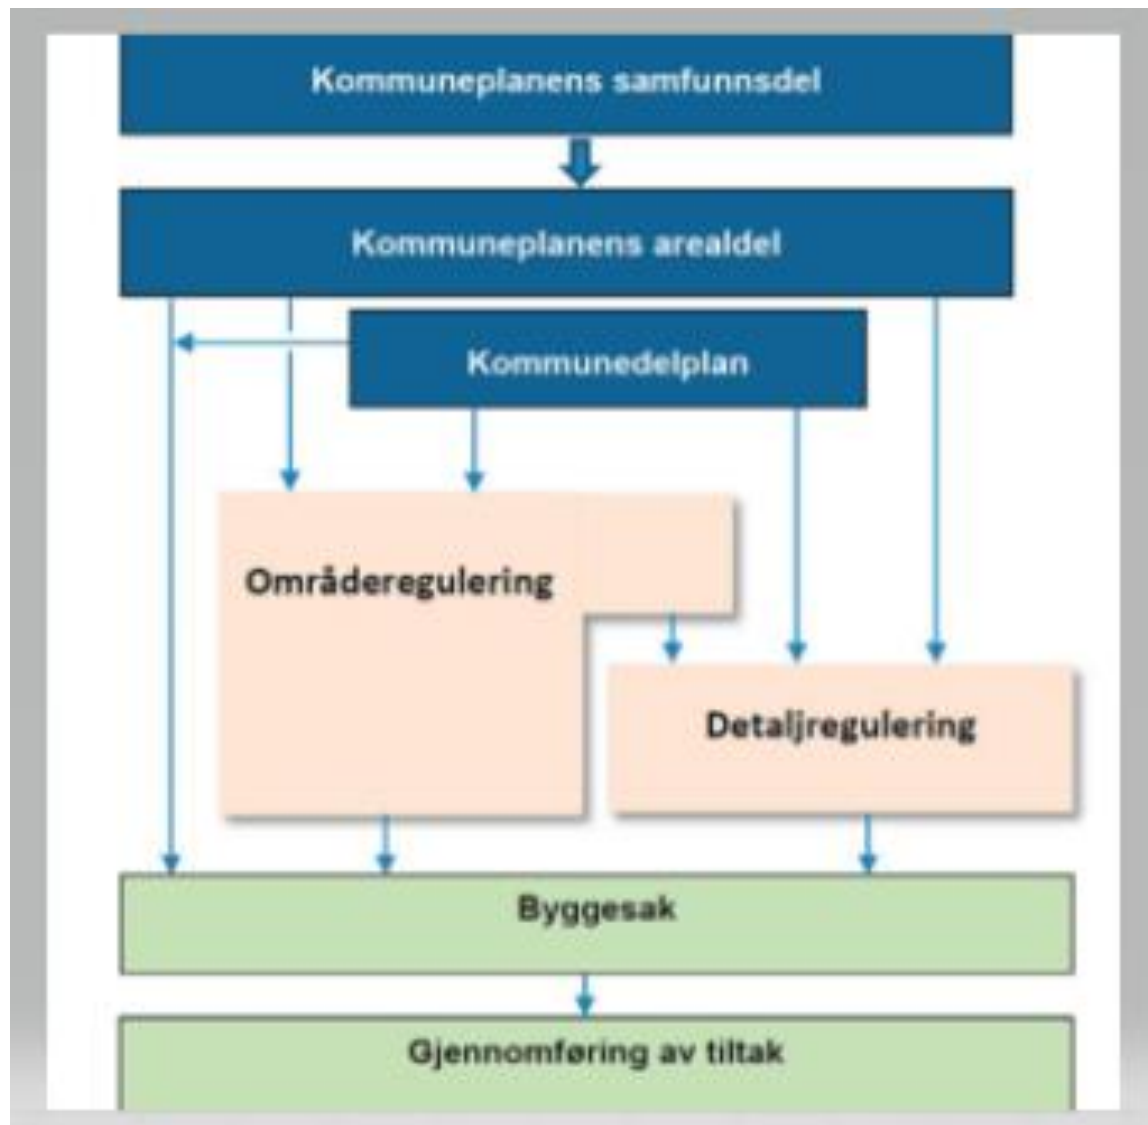 Kommuneplanens samfunnsdel
Kommuneplanens arealdel
Kommunedelplan
Områderegulering
Detaljregulering
Byggesak
Gjennomføring av tiltak